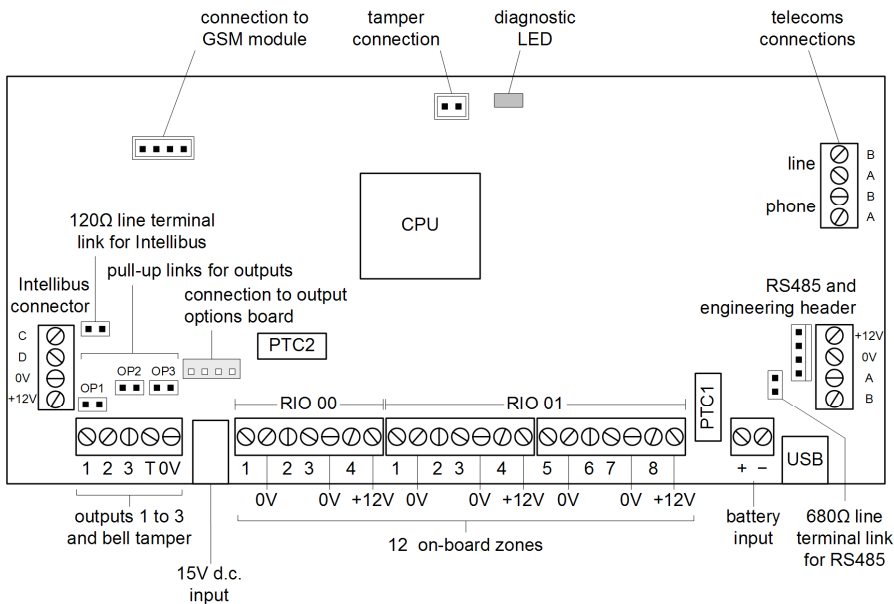 connection to
GSM module
tamper
connection
diagnostic
LED
telecoms
connections
line
phone
B
A
B
A
CPU
120Ω line terminal
link for Intellibus
pull-up links for outputs
connection to output
options board
Intellibus
connector
C
D
0V
+12V
OP1
OP2
OP3
PTC2
RS485 and
engineering header
+12V
0V
A
B
RIO 00
RIO 01
PTC1
1 2 3 T 0V
1 2 3 4
1 2 3 4
5 6 7 8
+ −
USB
0V 0V +12V 0V 0V +12V 0V 0V +12V
outputs 1 to 3
and bell tamper
15V d.c.
input
12 on-board zones
battery
input
680Ω line
terminal link
for RS485